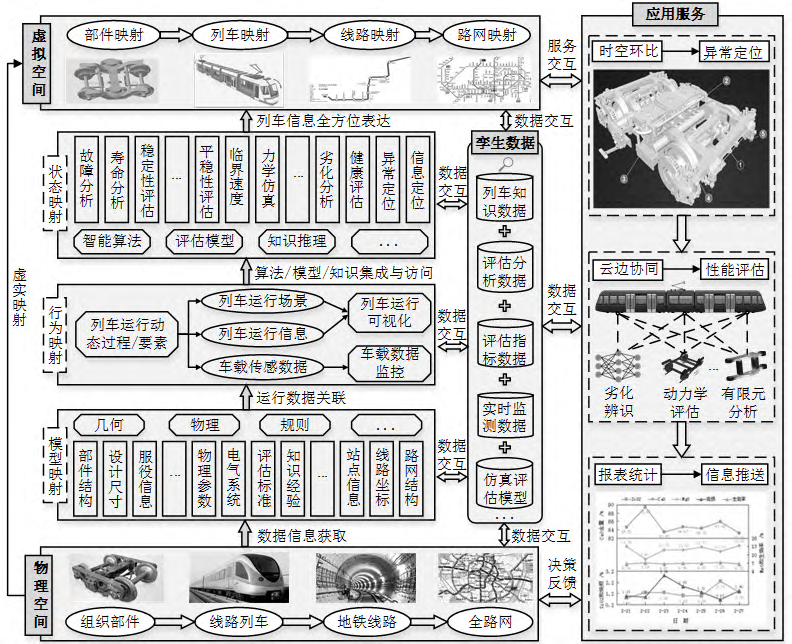 应用服务
虚拟空间
部件映射
列车映射
线路映射
路网映射
服务
交互
时空环比
异常定位
列车信息全方位表达
数据交互
孪生数据
状态映射
故障分析
寿命分析
稳定性评估
...
平稳性评估
临界速度
力学仿真
...
劣化分析
健康评估
异常定位
信息定位
智能算法
评估模型
知识推理
...
数据
交互
列车知
识数据
评估分
析数据
评估指
标数据
实时监
测数据
仿真评
估模型
...
算法/模型/知识集成与访问
虚实映射
行为映射
列车运行动
态过程/要素
列车运行场景
列车运行信息
车载传感数据
列车运行
可视化
车载数据
监控
数据
交互
数据
交互
云边协同
性能评估
...
劣化
辨识
动力学
评估
有限元
分析
运行数据关联
模型映射
几何
物理
规则
...
部件结构
设计尺寸
服役信息
...
物理参数
电气系统
评估标准
知识经验
...
站点信息
线路坐标
路网结构
数据
交互
报表统计
信息推送
数据信息获取
数据交互
物理空间
组织部件
线路列车
地铁线路
全路网
决策
反馈
2-21
2-22
2-23
2-24
2-25
2-26
2-27
日期